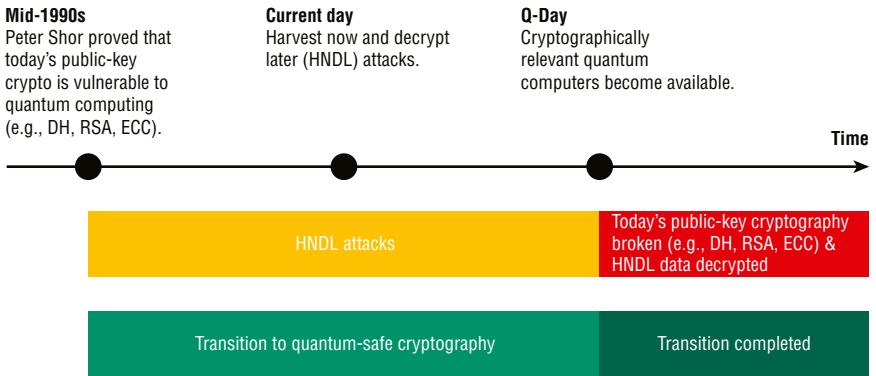 Mid-1990s
Peter Shor proved that
today's public-key
crypto is vulnerable to
quantum computing
(e.g., DH, RSA, ECC).
Current day
Harvest now and decrypt
later (HNDL) attacks.
Q-Day
Cryptographically
relevant quantum
computers become available.
Time
HNDL attacks
Today's public-key cryptography
broken (e.g., DH, RSA, ECC) &
HNDL data decrypted
Transition to quantum-safe cryptography
Transition completed